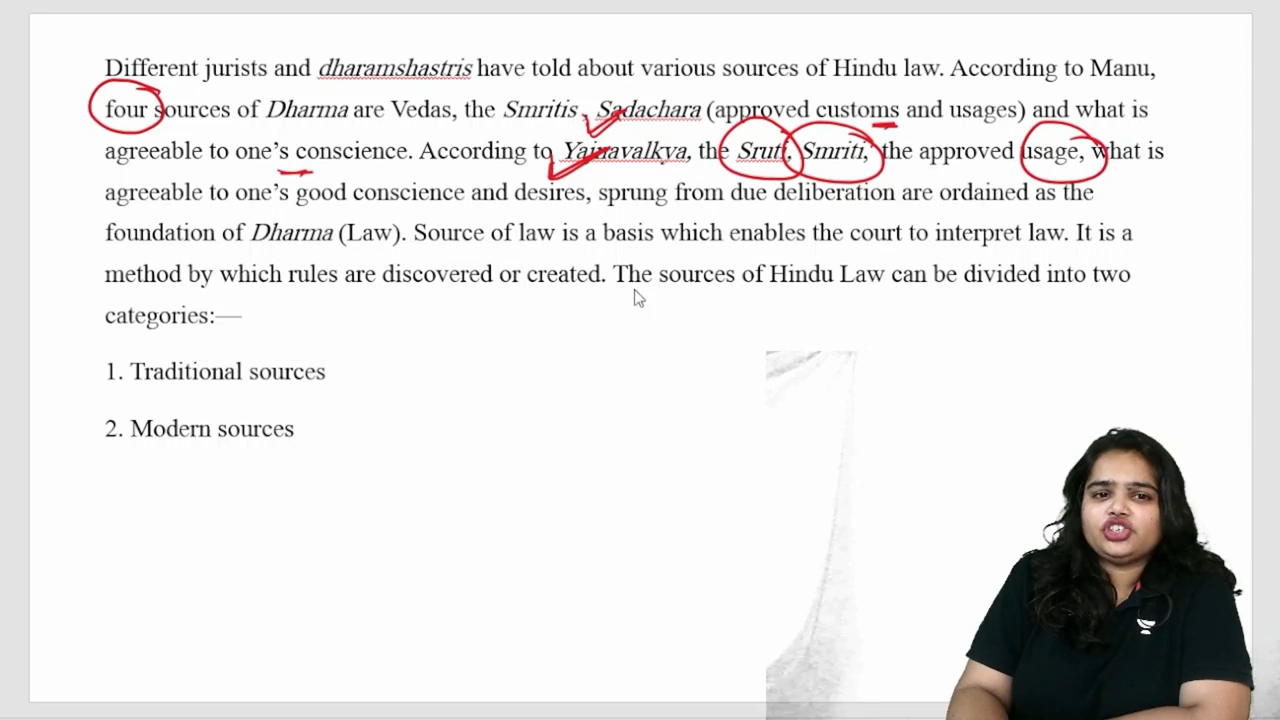 Different jurists and dharamshastris have told about various sources of Hindu law. According to Manu,
four sources of Dharma are Vedas, the Smritis, Sadachara (approved customs and usages) and what is
agreeable to one's conscience. According to Yajnavalkya, the Sruti, Smriti, the approved usage, what is
agreeable to one's good conscience and desires, sprung from due deliberation are ordained as the
foundation of Dharma (Law). Source of law is a basis which enables the court to interpret law. It is a
method by which rules are discovered or created. The sources of Hindu Law can be divided into two
categories:—
1. Traditional sources
2. Modern sources